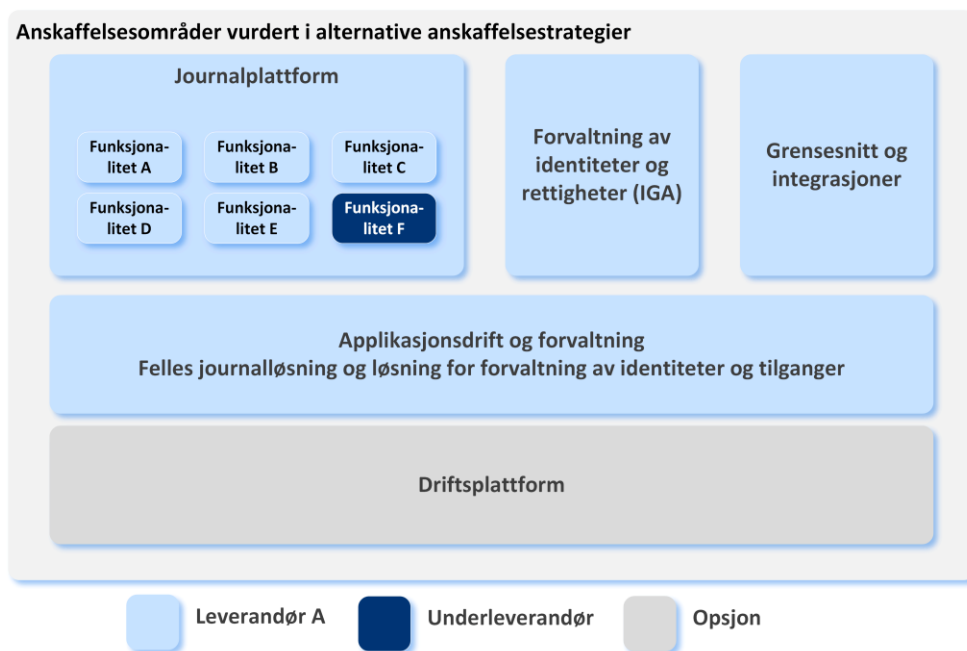 Anskaffelsesområder vurdert i alternative anskaffelsestrategier
Journalplattform
Funksjona-
litet A
Funksjona-
litet B
Funksjona-
litet C
Funksjona-
litet D
Funksjona-
litet E
Funksjona-
litet F
Forvaltning av
identiteter og
rettigheter (IGA)
Grensesnitt og
integrasjoner
Applikasjonsdrift og forvaltning
Felles journalløsning og løsning for forvaltning av identiteter og tilganger
Driftsplattform
Leverandør A
Underleverandør
Opsjon